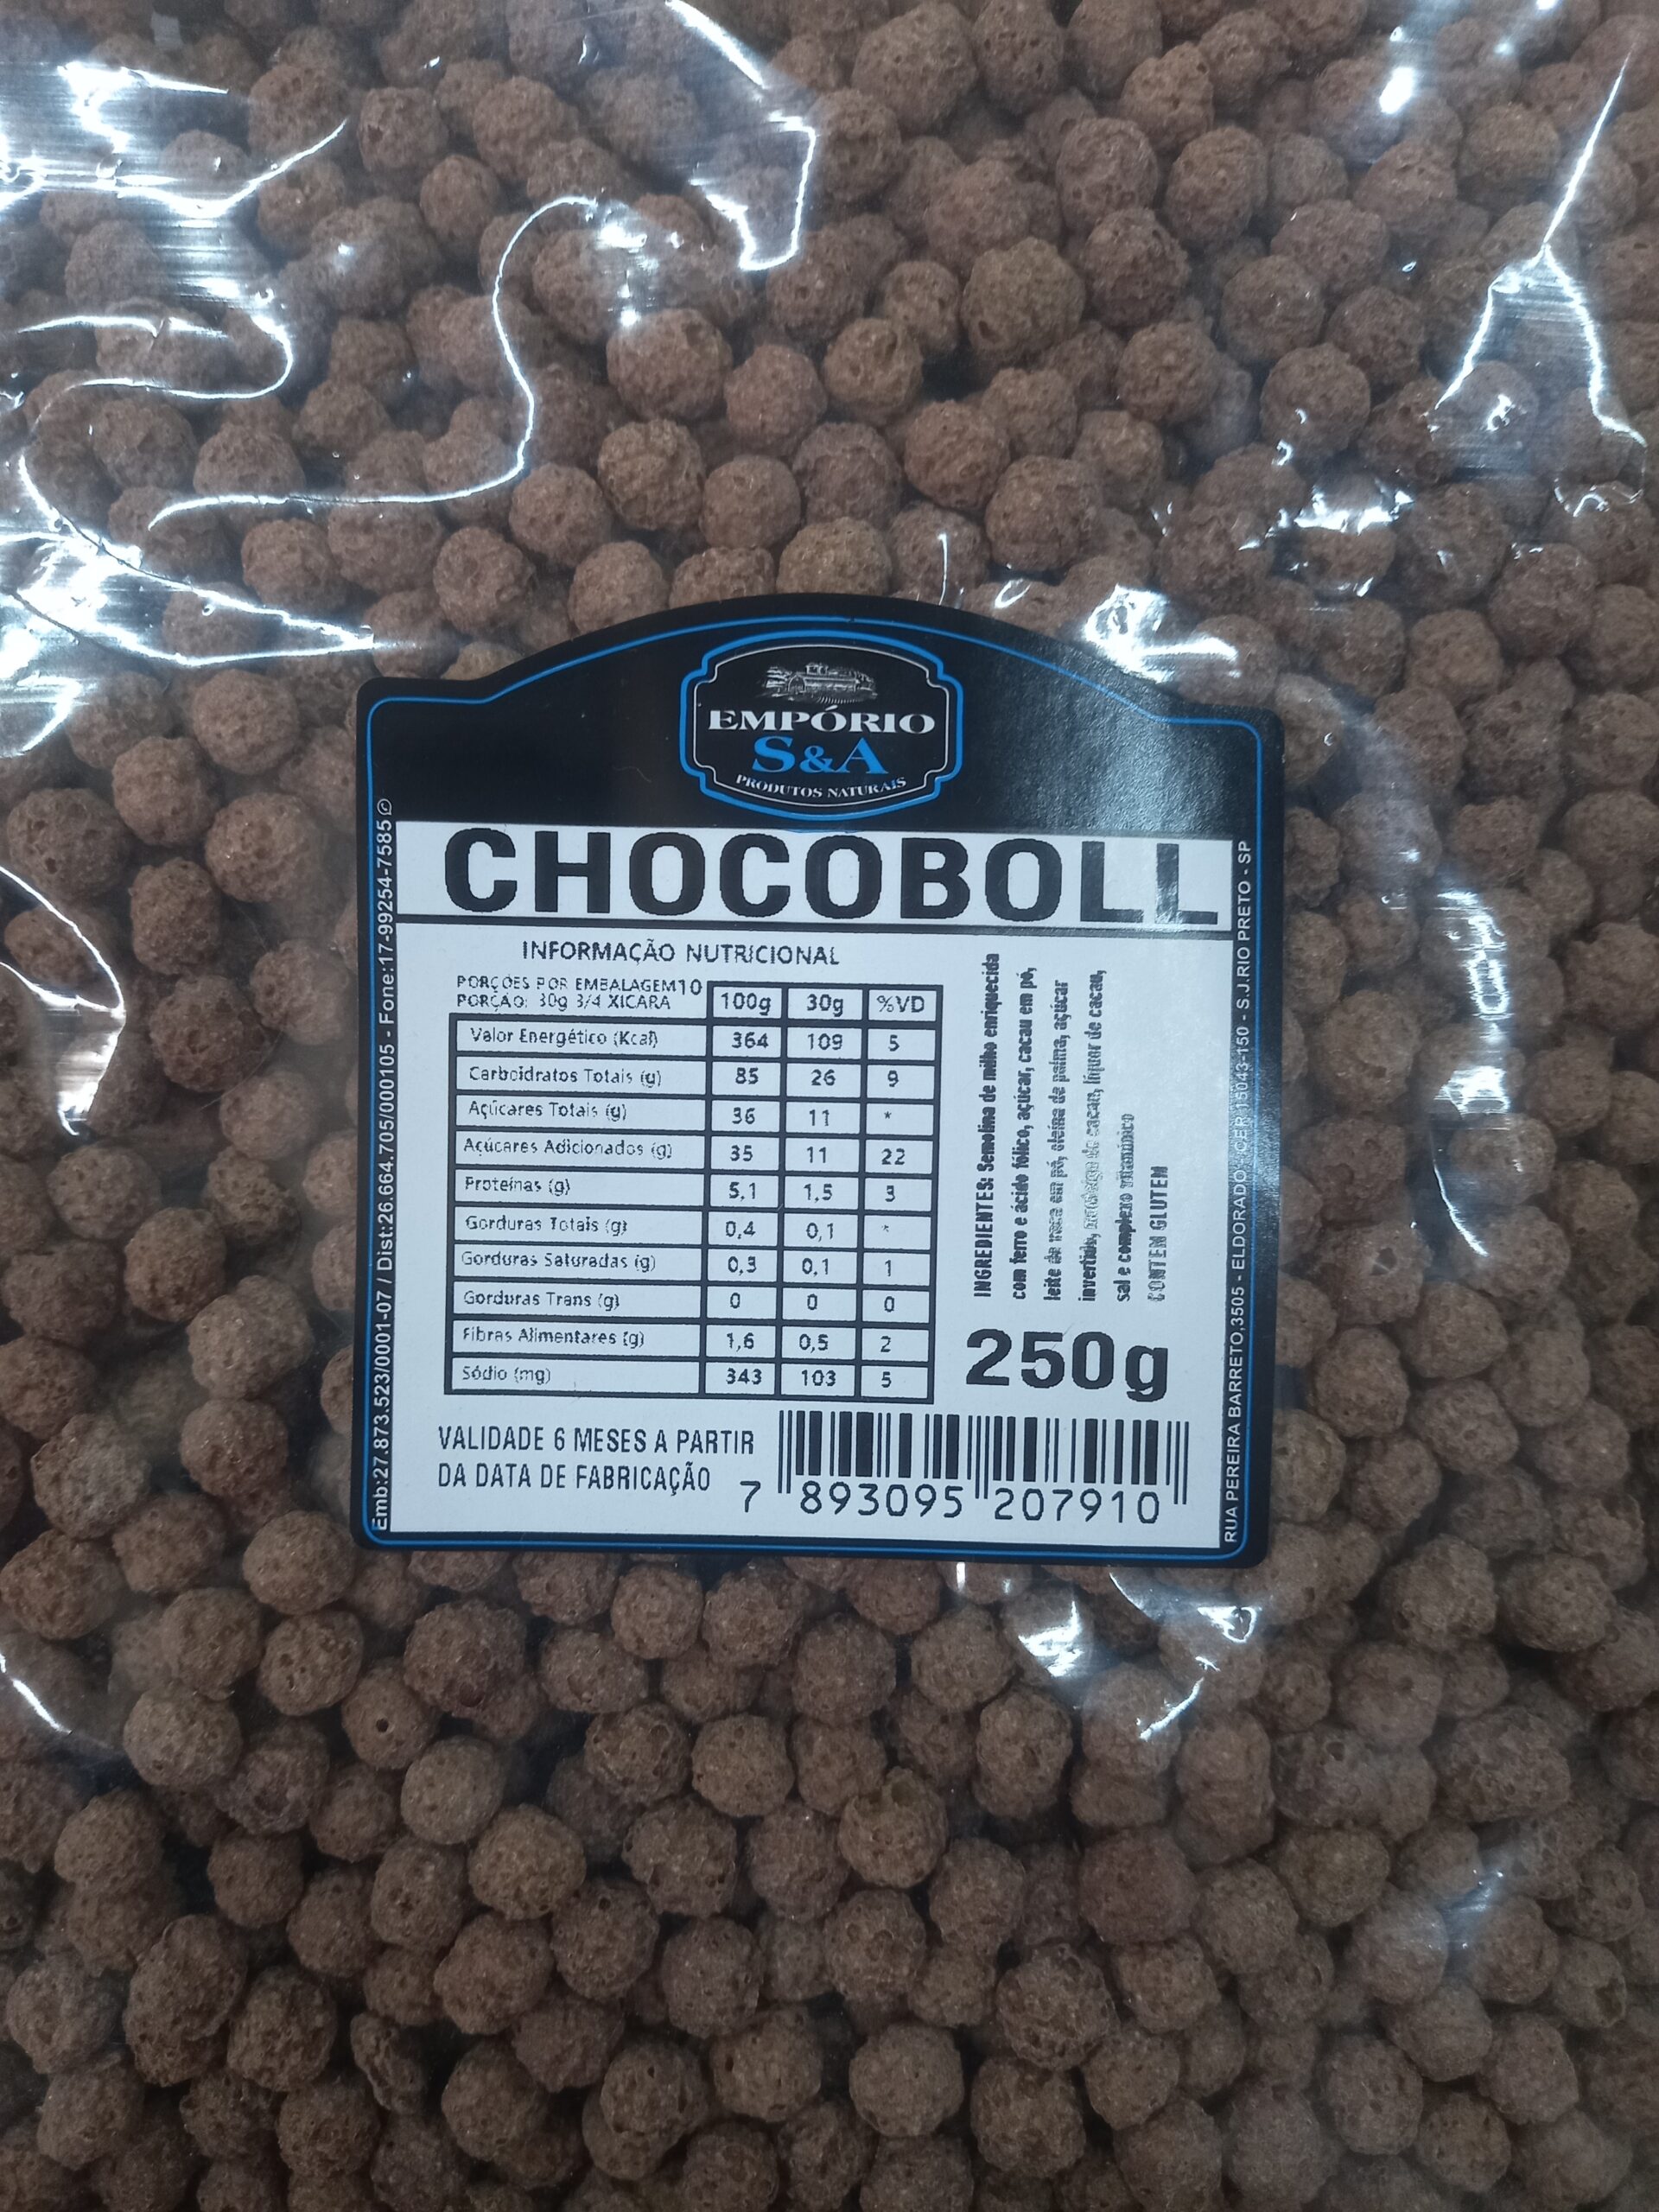 EMPÓRIO
S&A
PRODUTOS NATURAIS
CHOCOBOLL
INFORMAÇÃO NUTRICIONAL
PORÇOES POR EMBALAGEM10
PORÇÃO: 30g 3/4 XICARA
100g 30g %VD
Valor Energético (Kcal) 364 109 5
Carboidratos Totais (g) 85 26 9
Açúcares Totais (g) 36 11 *
Açúcares Adicionados (g) 35 11 22
Proteínas (g) 5,1 1,5 3
Gorduras Totais (g) 0,4 0,1 *
Gorduras Saturadas (g) 0,3 0,1 1
Gorduras Trans (g) 0 0 0
Fibras Alimentares (g) 1,6 0,5 2
Sódio (mg) 343 103 5
INGREDIENTES: Semolina de milho enriquecida
com ferro e ácido fólico, açúcar, cacau em pó,
leite de vaca em pó, oleína de palma, açúcar
invertido, manteiga de cacau, liquor de cacau,
sal e complexo vitamínico
CONTEM GLUTEM
250g
VALIDADE 6 MESES A PARTIR
DA DATA DE FABRICAÇÃO
7 893095 207910
Emb:27.873.523/0001-07 / Dist:26.664.705/000105 - Fone:17-99254-7585
RUA PEREIRA BARRETO,3505 - ELDORADO - CEP 15043-150 - S.J.RIO PRETO - SP